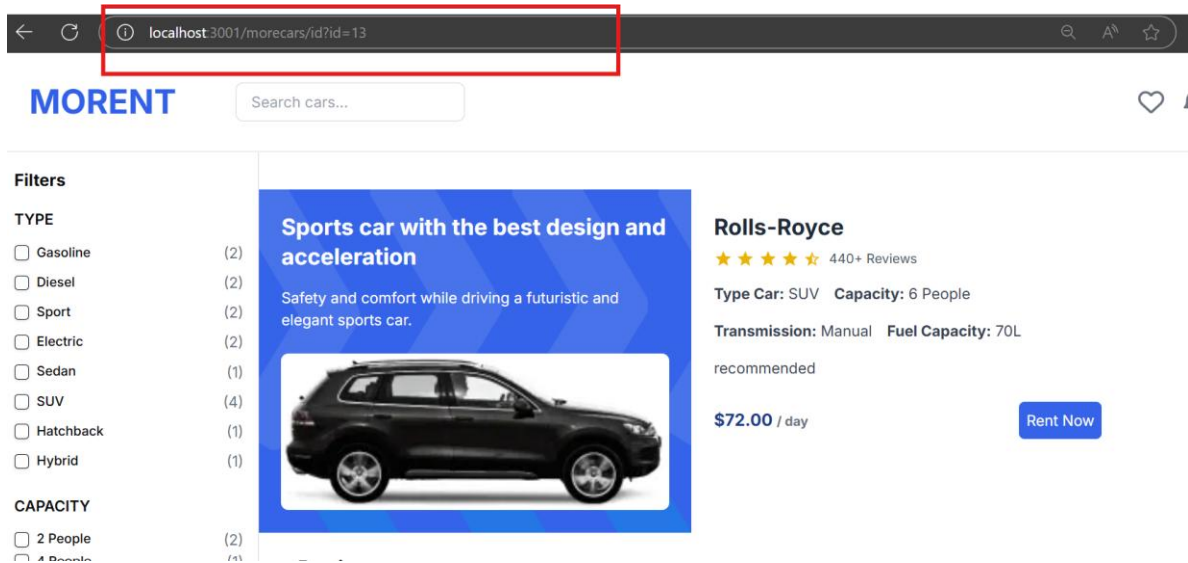 localhost:3001/morecars/id?id=13
MORENT
Search cars...
Filters
TYPE
Gasoline (2)
Diesel (2)
Sport (2)
Electric (2)
Sedan (1)
SUV (4)
Hatchback (1)
Hybrid (1)
CAPACITY
2 People (2)
4 People (1)
Sports car with the best design and
acceleration
Safety and comfort while driving a futuristic and
elegant sports car.
Rolls-Royce
440+ Reviews
Type Car: SUV Capacity: 6 People
Transmission: Manual Fuel Capacity: 70L
recommended
$72.00 / day
Rent Now